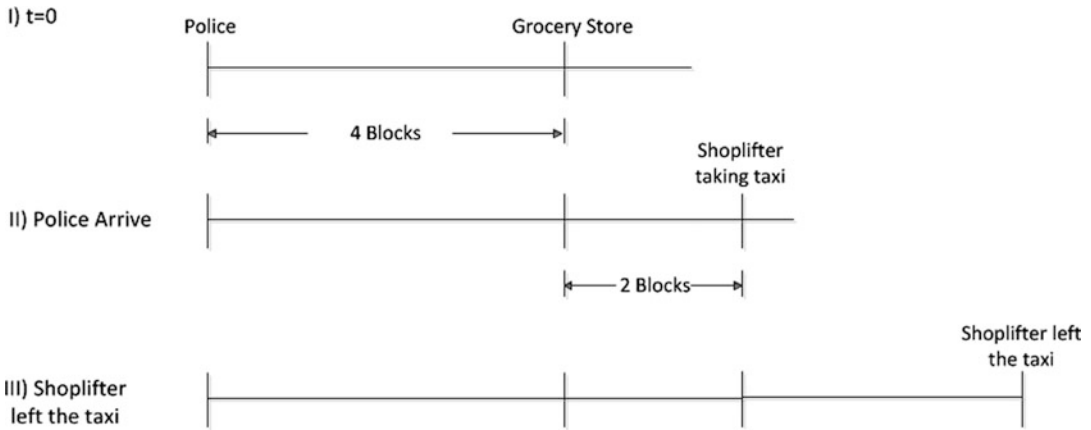 I) t=0
Police
Grocery Store
4 Blocks
Shoplifter
taking taxi
II) Police Arrive
2 Blocks
Shoplifter left
the taxi
III) Shoplifter
left the taxi